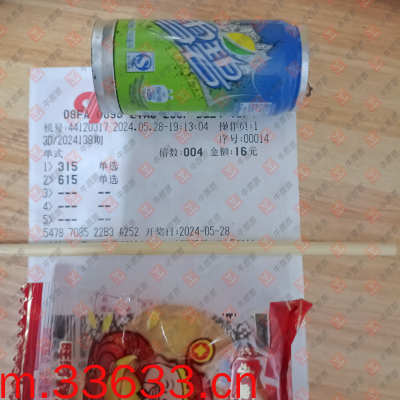 雪碧
机号:44120317 2024.05.28-19:13:04 操作员:1
3D/2024138期 序号:00014
单式 倍数:004 金额:16元
1> 315 单选
2> 615 单选
3> --- ---
4> --- ---
5> --- ---
5478 7085 22B3 A252 开奖日:2024-05-28
m.33633.cn